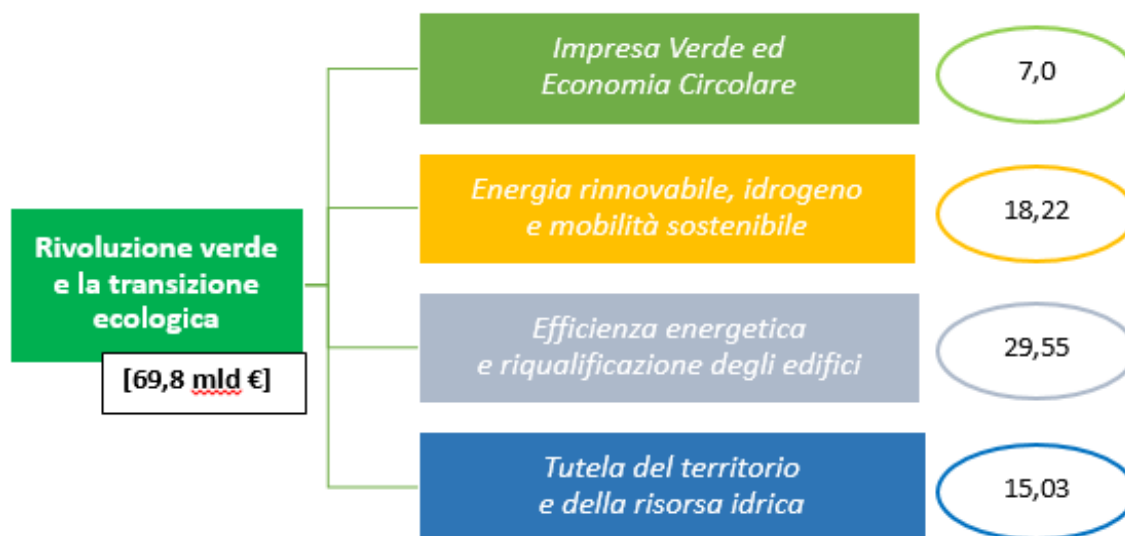 Rivoluzione verde
e la transizione
ecologica
[69,8 mld €]
Impresa Verde ed
Economia Circolare
7,0
Energia rinnovabile, idrogeno
e mobilità sostenibile
18,22
Efficienza energetica
e riqualificazione degli edifici
29,55
Tutela del territorio
e della risorsa idrica
15,03